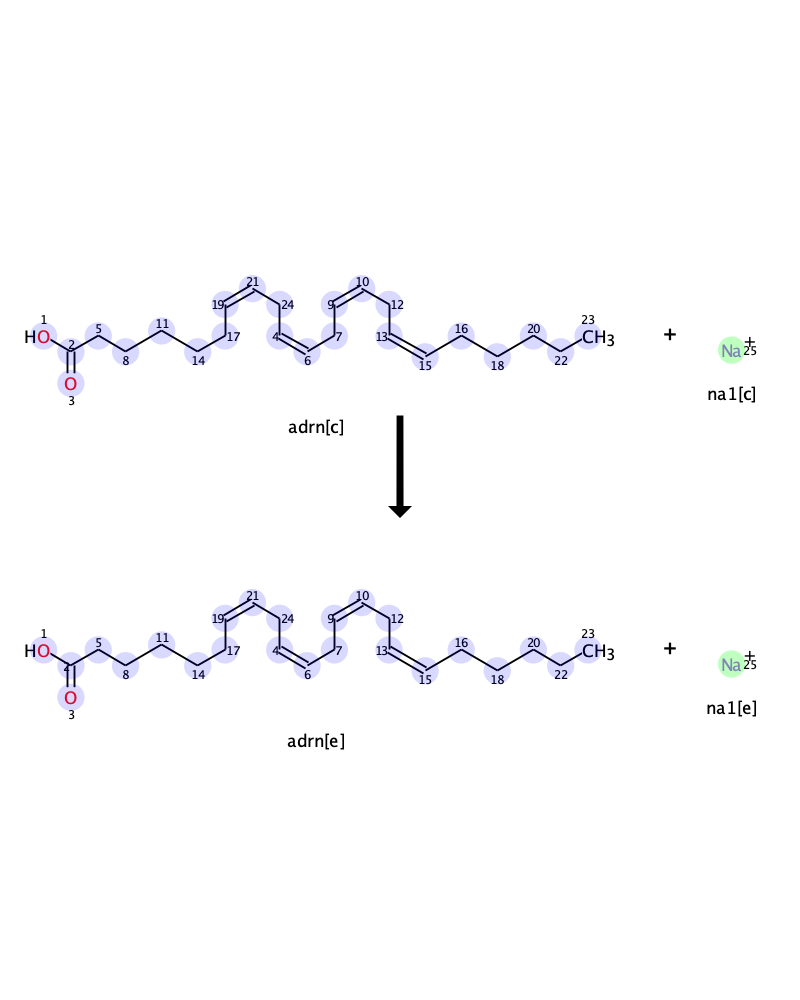 21 10
19 24 9 12
1 11 23
HO 2 5 17 4 7 13 16 20 CH3 + Na+ 25
8 14 6 15 18 22
O
3 na1[c]
adrn[c]
21 10
19 24 9 12
1 11 23
HO 2 5 17 4 7 13 16 20 CH3 + Na+ 25
8 14 6 15 18 22
O
3 na1[e]
adrn[e]